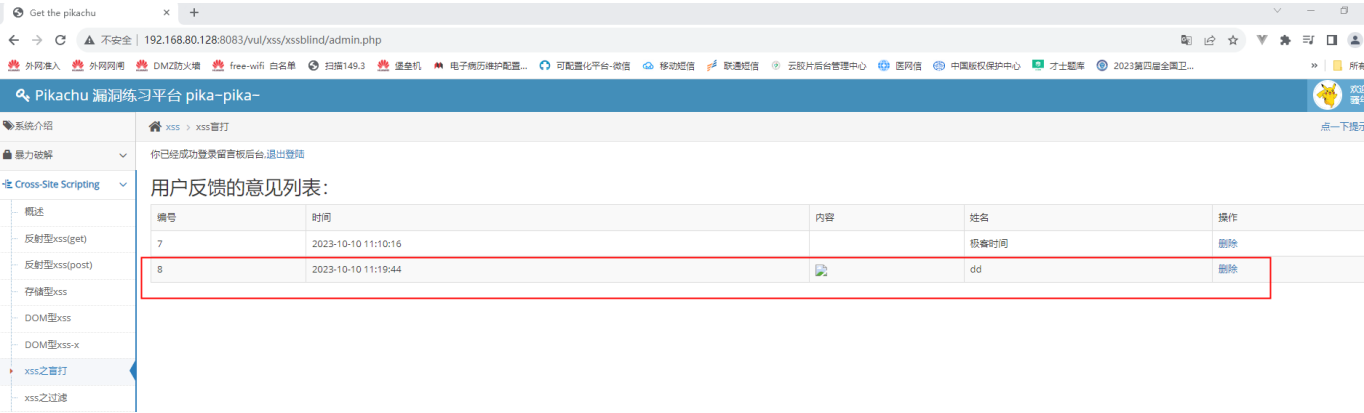 Get the pikachu
不安全 192.168.80.128:8083/vul/xss/xssblind/admin.php
外网准入 外网网闸 DMZ防火墙 free-wifi 白名单 扫描149.3 堡垒机 电子病历维护配置... 可配置化平台-微信 移动短信 联通短信 云胶片后台管理中心 医网信 中国版权保护中心 才士题库 2023第四届全国卫... » 所有
Pikachu 漏洞练习平台 pika~pika~
系统介绍
xss > xss盲打
点一下提示
暴力破解
你已经成功登录留言板后台,退出登陆
Cross-Site Scripting
用户反馈的意见列表：
概述
编号 时间 内容 姓名 操作
反射型xss(get)
7 2023-10-10 11:10:16 极客时间 删除
反射型xss(post)
8 2023-10-10 11:19:44 dd 删除
存储型xss
DOM型xss
DOM型xss-x
xss之盲打
xss之过滤